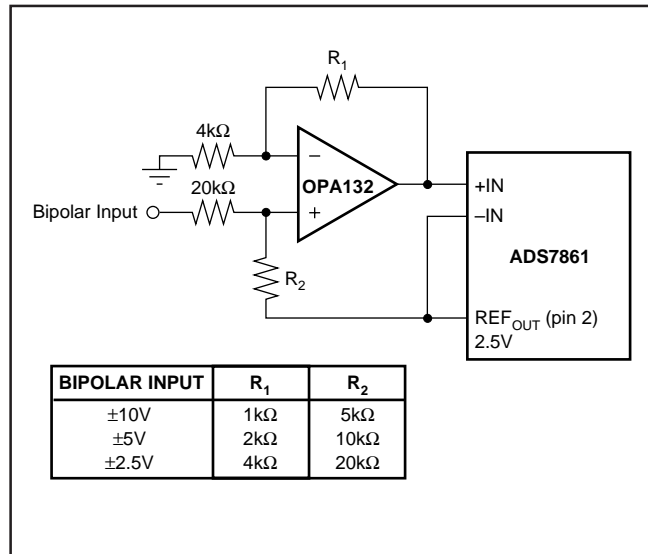 R1
4kΩ
−
OPA132
20kΩ
+
Bipolar Input
R2
+IN
–IN
ADS7861
REFOUT (pin 2)
2.5V
BIPOLAR INPUT R1 R2
±10V 1kΩ 5kΩ
±5V 2kΩ 10kΩ
±2.5V 4kΩ 20kΩ